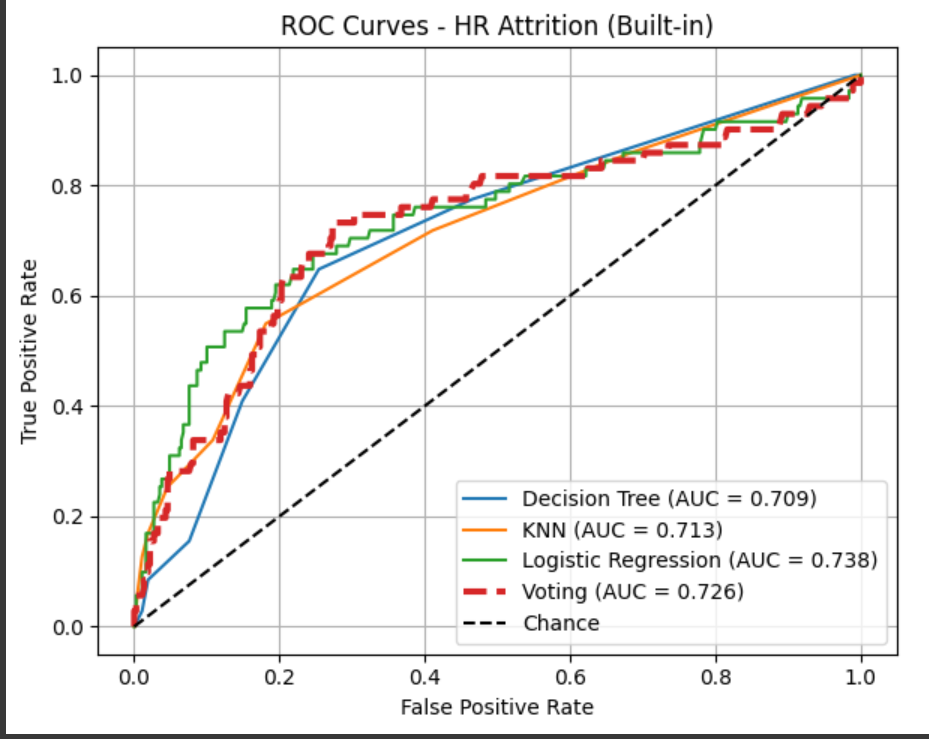 ROC Curves - HR Attrition (Built-in)
1.0
0.8
0.6
0.4
0.2
0.0
True Positive Rate
Decision Tree (AUC = 0.709)
KNN (AUC = 0.713)
Logistic Regression (AUC = 0.738)
Voting (AUC = 0.726)
Chance
0.0 0.2 0.4 0.6 0.8 1.0
False Positive Rate